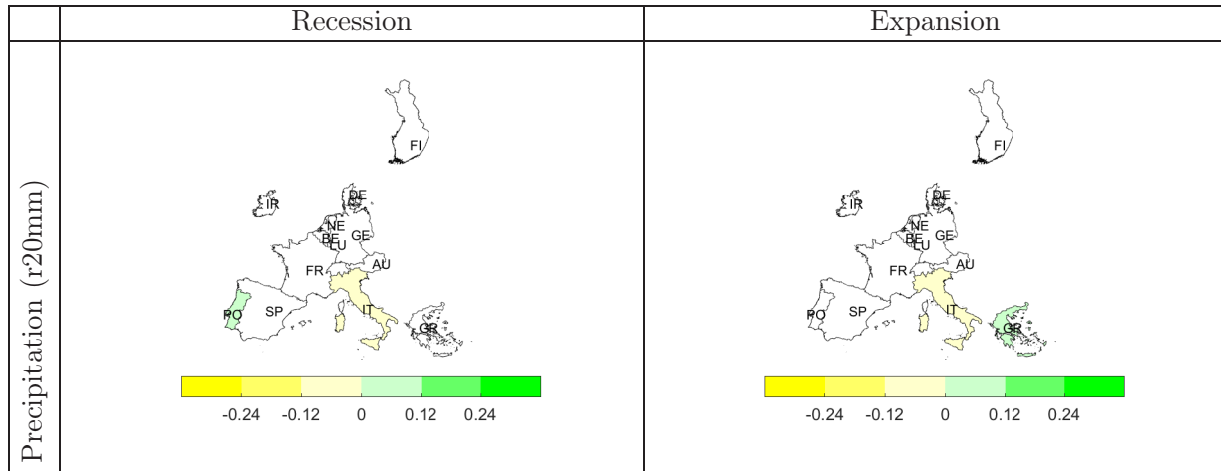 Recession
Expansion
Precipitation (r20mm)
FI
IR
DE
NE
BE
GE
LU
FR
AU
PO
SP
IT
GR
-0.24 -0.12 0 0.12 0.24
FI
IR
DE
NE
BE
GE
LU
FR
AU
PO
SP
IT
GR
-0.24 -0.12 0 0.12 0.24